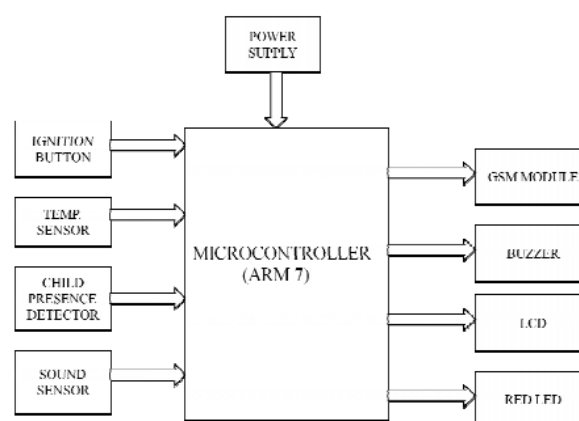 POWER
SUPPLY
IGNITION
BUTTON
TEMP.
SENSOR
CHILD
PRESENCE
DETECTOR
SOUND
SENSOR
MICROCONTROLLER
(ARM 7)
GSM MODULE
BUZZER
LCD
RED LED